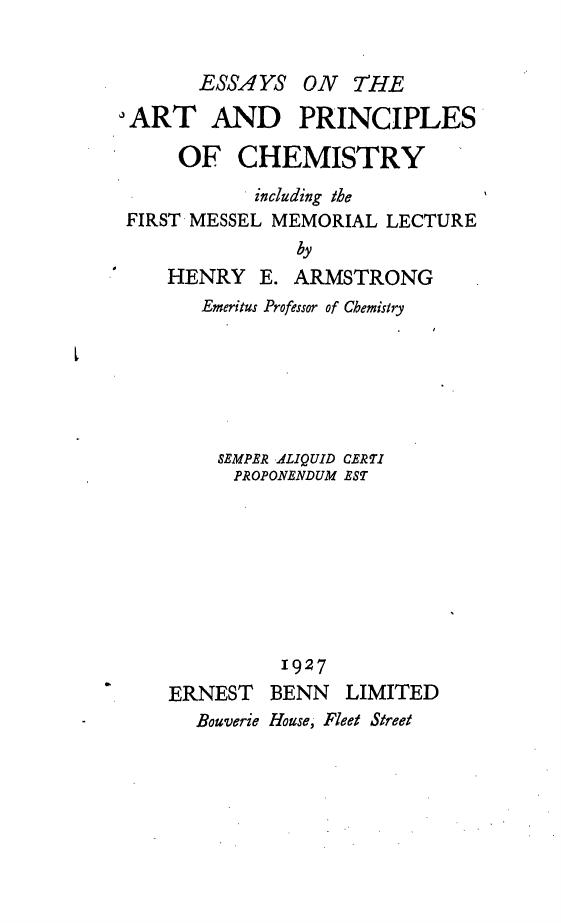 ESSAYS ON THE
ART AND PRINCIPLES
OF CHEMISTRY
including the
FIRST MESSEL MEMORIAL LECTURE
by
HENRY E. ARMSTRONG
Emeritus Professor of Chemistry
SEMPER ALIQUID CERTI
PROPONENDUM EST
1927
ERNEST BENN LIMITED
Bouverie House, Fleet Street